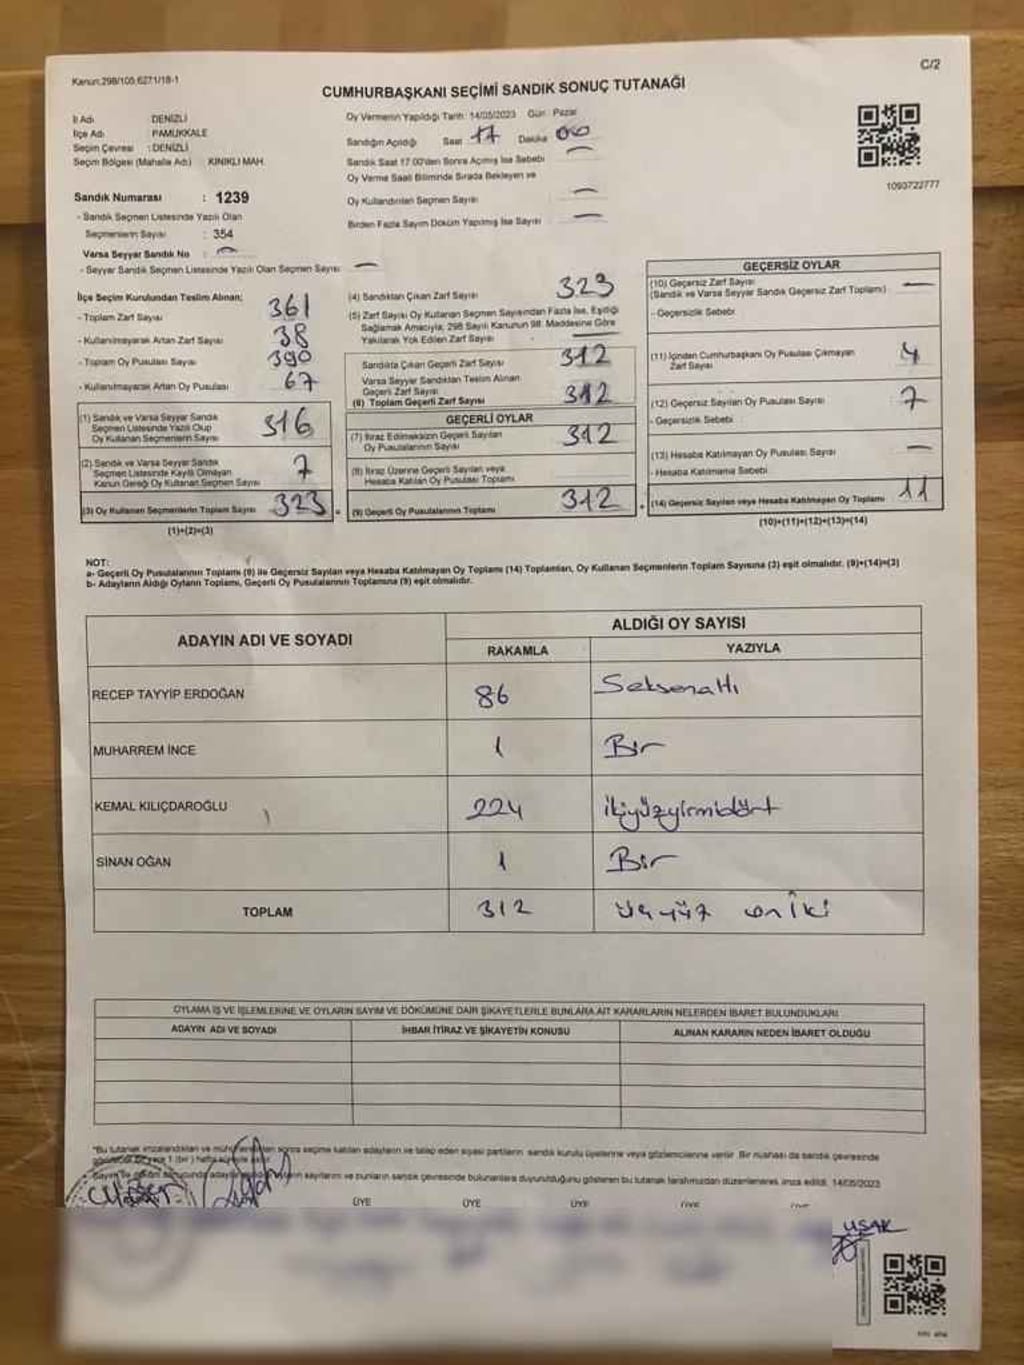 Kanun:298/105,6271/18-1
C/2
CUMHURBAŞKANI SEÇİMİ SANDIK SONUÇ TUTANAĞI
İl Adı DENİZLİ
İlçe Adı PAMUKKALE
Seçim Çevresi : DENİZLİ
Seçim Bölgesi (Mahalle Adı) KINIKLI MAH.
Sandık Numarası : 1239
- Sandık Seçmen Listesinde Yazılı Olan
Seçmenlerin Sayısı : 354
Varsa Seyyar Sandık No
- Seyyar Sandık Seçmen Listesinde Yazılı Olan Seçmen Sayısı
Oy Vermenin Yapıldığı Tarih: 14/05/2023 Gün : Pazar
Sandığın Açıldığı Saat 17 Dakika 00
Sandık Saat 17.00'den Sonra Açılmış İse Sebebi
Oy Verme Saati Bitiminde Sırada Bekleyen ve
Oy Kullandırılan Seçmen Sayısı
Birden Fazla Sayım Döküm Yapılmış İse Sayısı
1093722777
İlçe Seçim Kurulundan Teslim Alınan;
- Toplam Zarf Sayısı 361
- Kullanılmayarak Artan Zarf Sayısı 38
- Toplam Oy Pusulası Sayısı 390
- Kullanılmayarak Artan Oy Pusulası 67
(1) Sandık ve Varsa Seyyar Sandık
Seçmen Listesinde Yazılı Olup
Oy Kullanan Seçmenlerin Sayısı 316
(2) Sandık ve Varsa Seyyar Sandık
Seçmen Listesinde Kayıtlı Olmayan
Kanun Gereği Oy Kullanan Seçmen Sayısı 7
(3) Oy Kullanan Seçmenlerin Toplam Sayısı 323
(1)+(2)=(3)
(4) Sandıktan Çıkan Zarf Sayısı 323
(5) Zarf Sayısı Oy Kullanan Seçmen Sayısından Fazla İse, Eşitliği
Sağlamak Amacıyla; 298 Sayılı Kanunun 98. Maddesine Göre
Yakılarak Yok Edilen Zarf Sayısı
Sandıkta Çıkan Geçerli Zarf Sayısı 312
Varsa Seyyar Sandıktan Teslim Alınan
Geçerli Zarf Sayısı
(6) Toplam Geçerli Zarf Sayısı 312
GEÇERLİ OYLAR
(7) İtiraz Edilmeksizin Geçerli Sayılan
Oy Pusulalarının Sayısı 312
(8) İtiraz Üzerine Geçerli Sayılan veya
Hesaba Katılan Oy Pusulası Toplamı
(9) Geçerli Oy Pusulalarının Toplamı 312
GEÇERSİZ OYLAR
(10) Geçersiz Zarf Sayısı
(Sandık ve Varsa Seyyar Sandık Geçersiz Zarf Toplamı)
- Geçersizlik Sebebi
(11) İçinden Cumhurbaşkanı Oy Pusulası Çıkmayan
Zarf Sayısı 4
(12) Geçersiz Sayılan Oy Pusulası Sayısı 7
- Geçersizlik Sebebi
(13) Hesaba Katılmayan Oy Pusulası Sayısı
- Hesaba Katılmama Sebebi
(14) Geçersiz Sayılan veya Hesaba Katılmayan Oy Toplamı 11
(10)+(11)+(12)+(13)=(14)
NOT:
a- Geçerli Oy Pusulalarının Toplamı (9) ile Geçersiz Sayılan veya Hesaba Katılmayan Oy Toplamı (14) Toplamları, Oy Kullanan Seçmenlerin Toplam Sayısına (3) eşit olmalıdır. (9)+(14)=(3)
b- Adayların Aldığı Oyların Toplamı, Geçerli Oy Pusulalarının Toplamına (9) eşit olmalıdır.
ADAYIN ADI VE SOYADI
ALDIĞI OY SAYISI
RAKAMLA YAZIYLA
RECEP TAYYİP ERDOĞAN 86 Seksenaltı
MUHARREM İNCE 1 Bir
KEMAL KILIÇDAROĞLU 224 ikiyüzyirmidört
SİNAN OĞAN 1 Bir
TOPLAM 312 üçyüz oniki
OYLAMA İŞ VE İŞLEMLERİNE VE OYLARIN SAYIM VE DÖKÜMÜNE DAİR ŞİKAYETLERLE BUNLARA AİT KARARLARIN NELERDEN İBARET BULUNDUKLARI
ADAYIN ADI VE SOYADI İHBAR İTİRAZ VE ŞİKAYETİN KONUSU ALINAN KARARIN NEDEN İBARET OLDUĞU
"Bu tutanak imzalandıktan ve mühürlendikten sonra seçime katılan adayların ve talep eden siyasi partilerin sandık kurulu üyelerine veya gözlemcilerine verilir. Bir nüshası da sandık çevresinde
sayılarını ve bunların sandık çevresinde bulunanlara duyurulduğunu gösteren bu tutanak tarafımızdan düzenlenerek imza edildi. 14/05/2023
ÜYE ÜYE ÜYE ÜYE
UŞAK